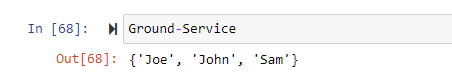 In [68]: Ground-Service
Out[68]: {'Joe', 'John', 'Sam'}